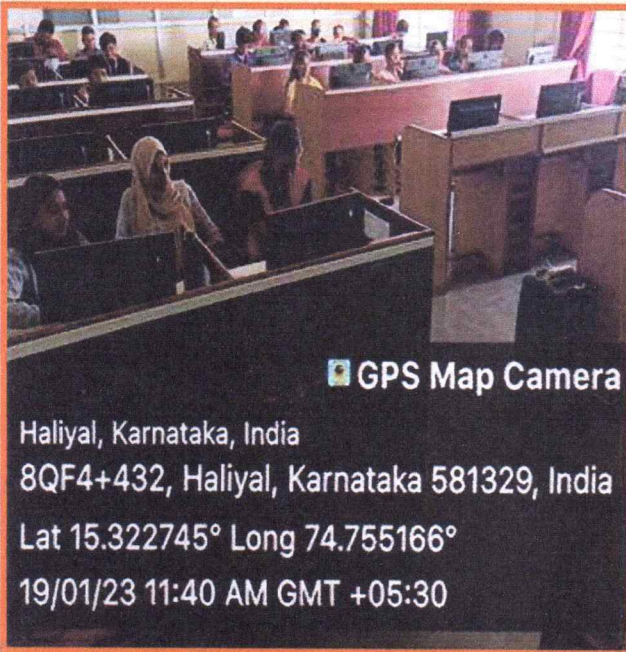 GPS Map Camera
Haliyal, Karnataka, India
8QF4+432, Haliyal, Karnataka 581329, India
Lat 15.322745° Long 74.755166°
19/01/23 11:40 AM GMT +05:30